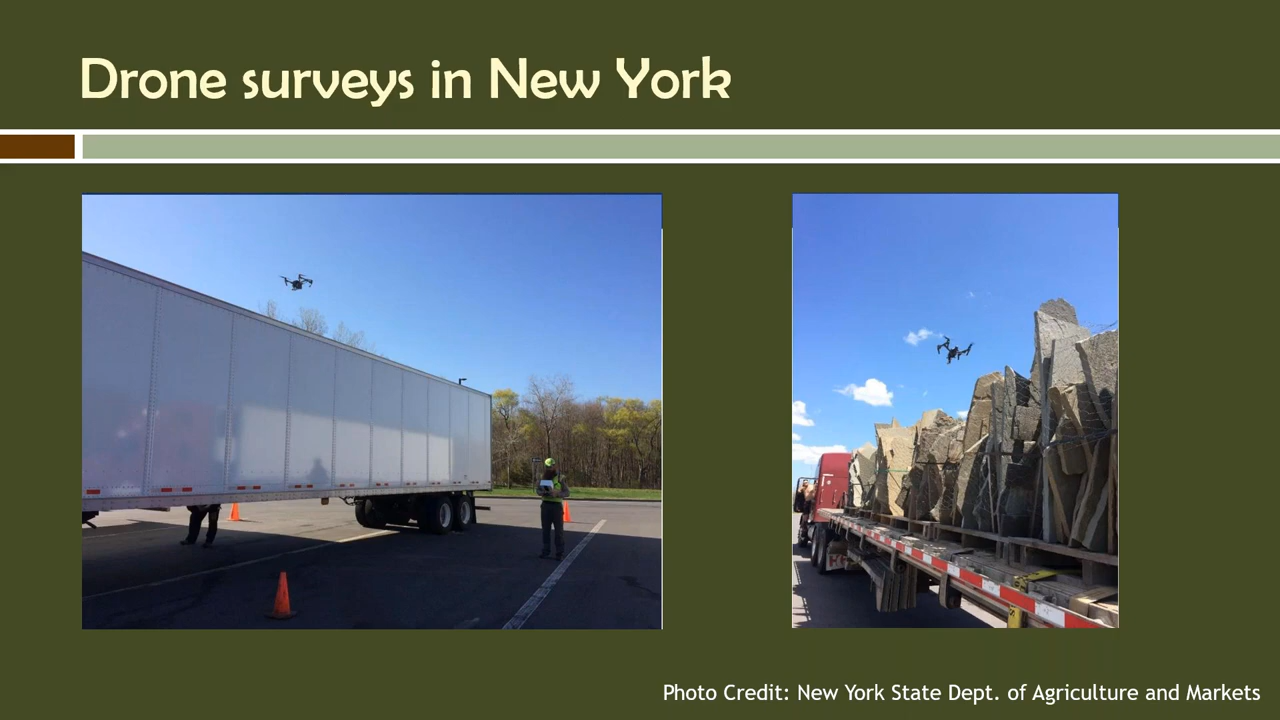 Drone surveys in New York
Photo Credit: New York State Dept. of Agriculture and Markets